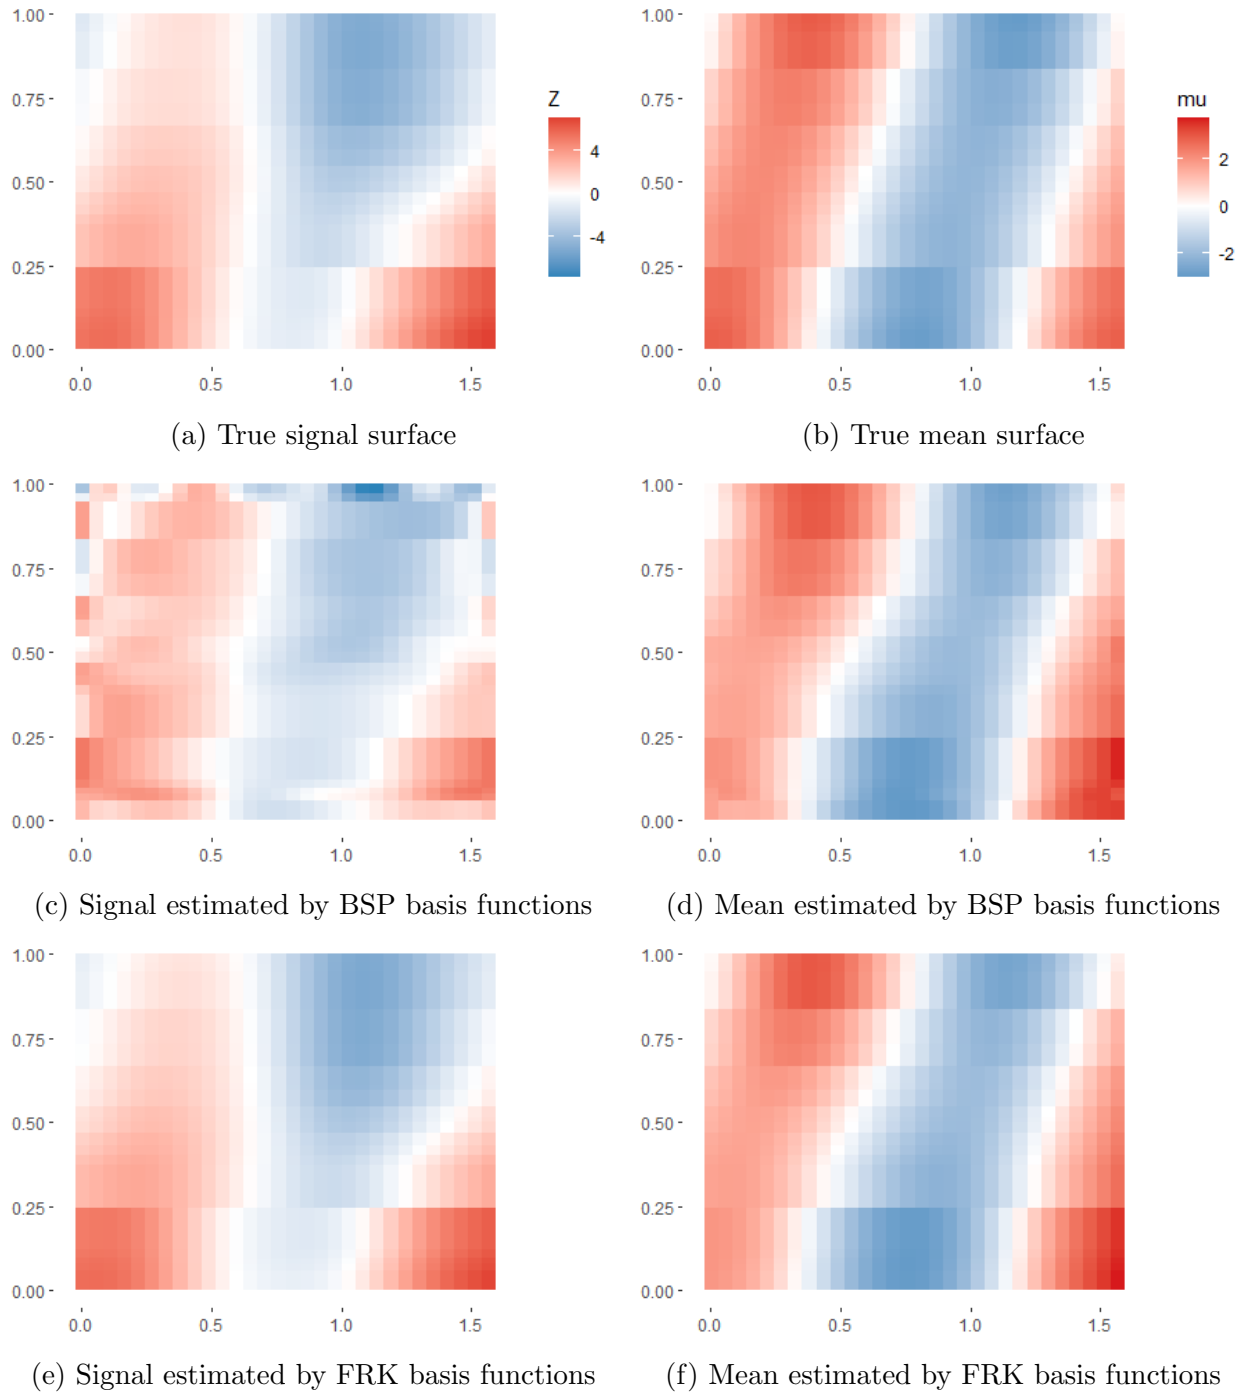 1.00
0.75
0.50
0.25
0.00
0.0 0.5 1.0 1.5
Z
4
0
-4
(a) True signal surface
1.00
0.75
0.50
0.25
0.00
0.0 0.5 1.0 1.5
mu
2
0
-2
(b) True mean surface
1.00
0.75
0.50
0.25
0.00
0.0 0.5 1.0 1.5
(c) Signal estimated by BSP basis functions
1.00
0.75
0.50
0.25
0.00
0.0 0.5 1.0 1.5
(d) Mean estimated by BSP basis functions
1.00
0.75
0.50
0.25
0.00
0.0 0.5 1.0 1.5
(e) Signal estimated by FRK basis functions
1.00
0.75
0.50
0.25
0.00
0.0 0.5 1.0 1.5
(f) Mean estimated by FRK basis functions